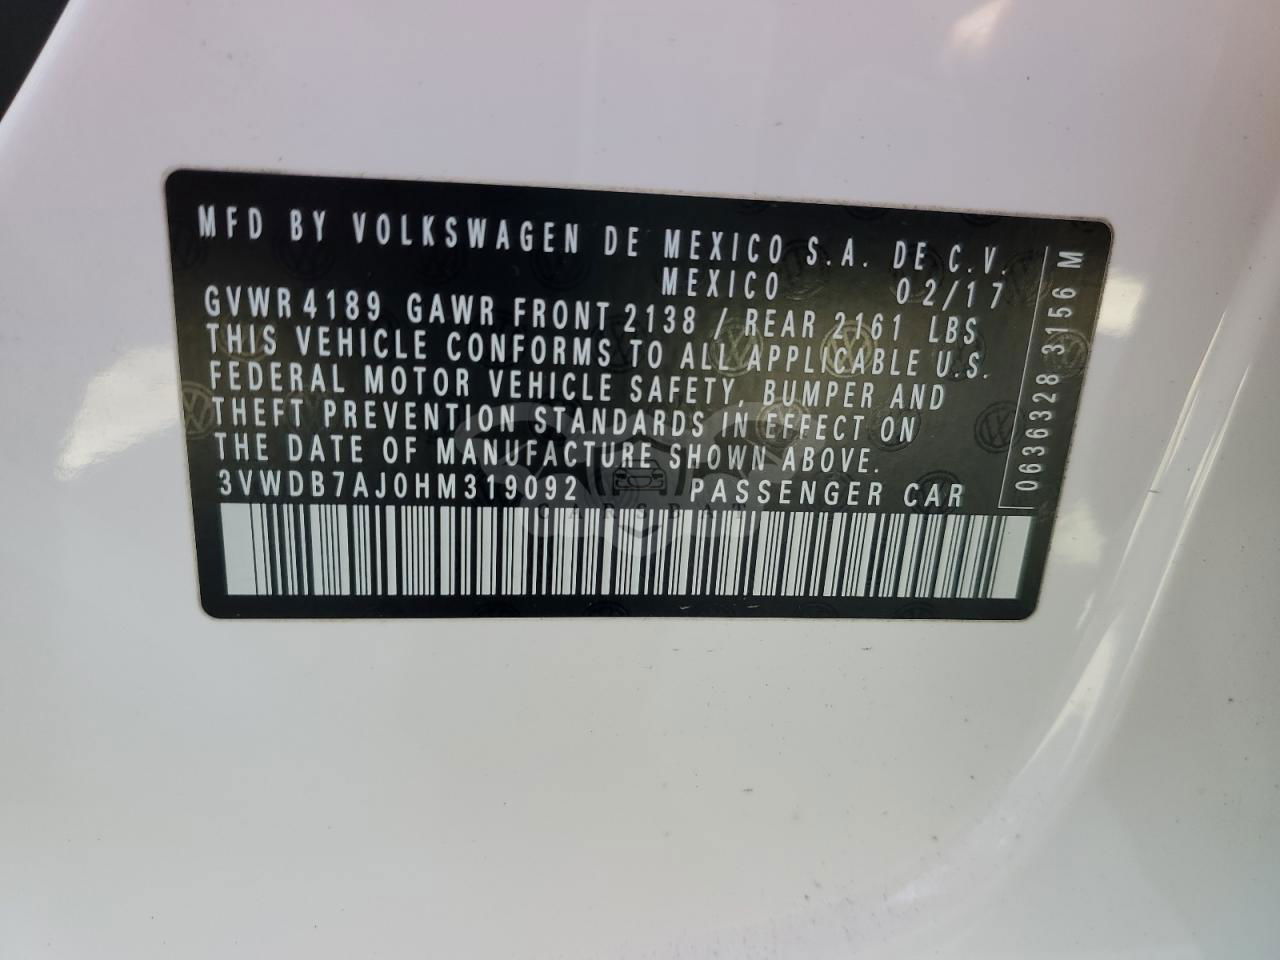 MFD BY VOLKSWAGEN DE MEXICO S.A. DE C.V.
MEXICO 02/17
GVWR 4189 GAWR FRONT 2138 / REAR 2161 LBS
THIS VEHICLE CONFORMS TO ALL APPLICABLE U.S.
FEDERAL MOTOR VEHICLE SAFETY, BUMPER AND
THEFT PREVENTION STANDARDS IN EFFECT ON
THE DATE OF MANUFACTURE SHOWN ABOVE.
3VWDB7AJ0HM319092 PASSENGER CAR
0636328 3156 M